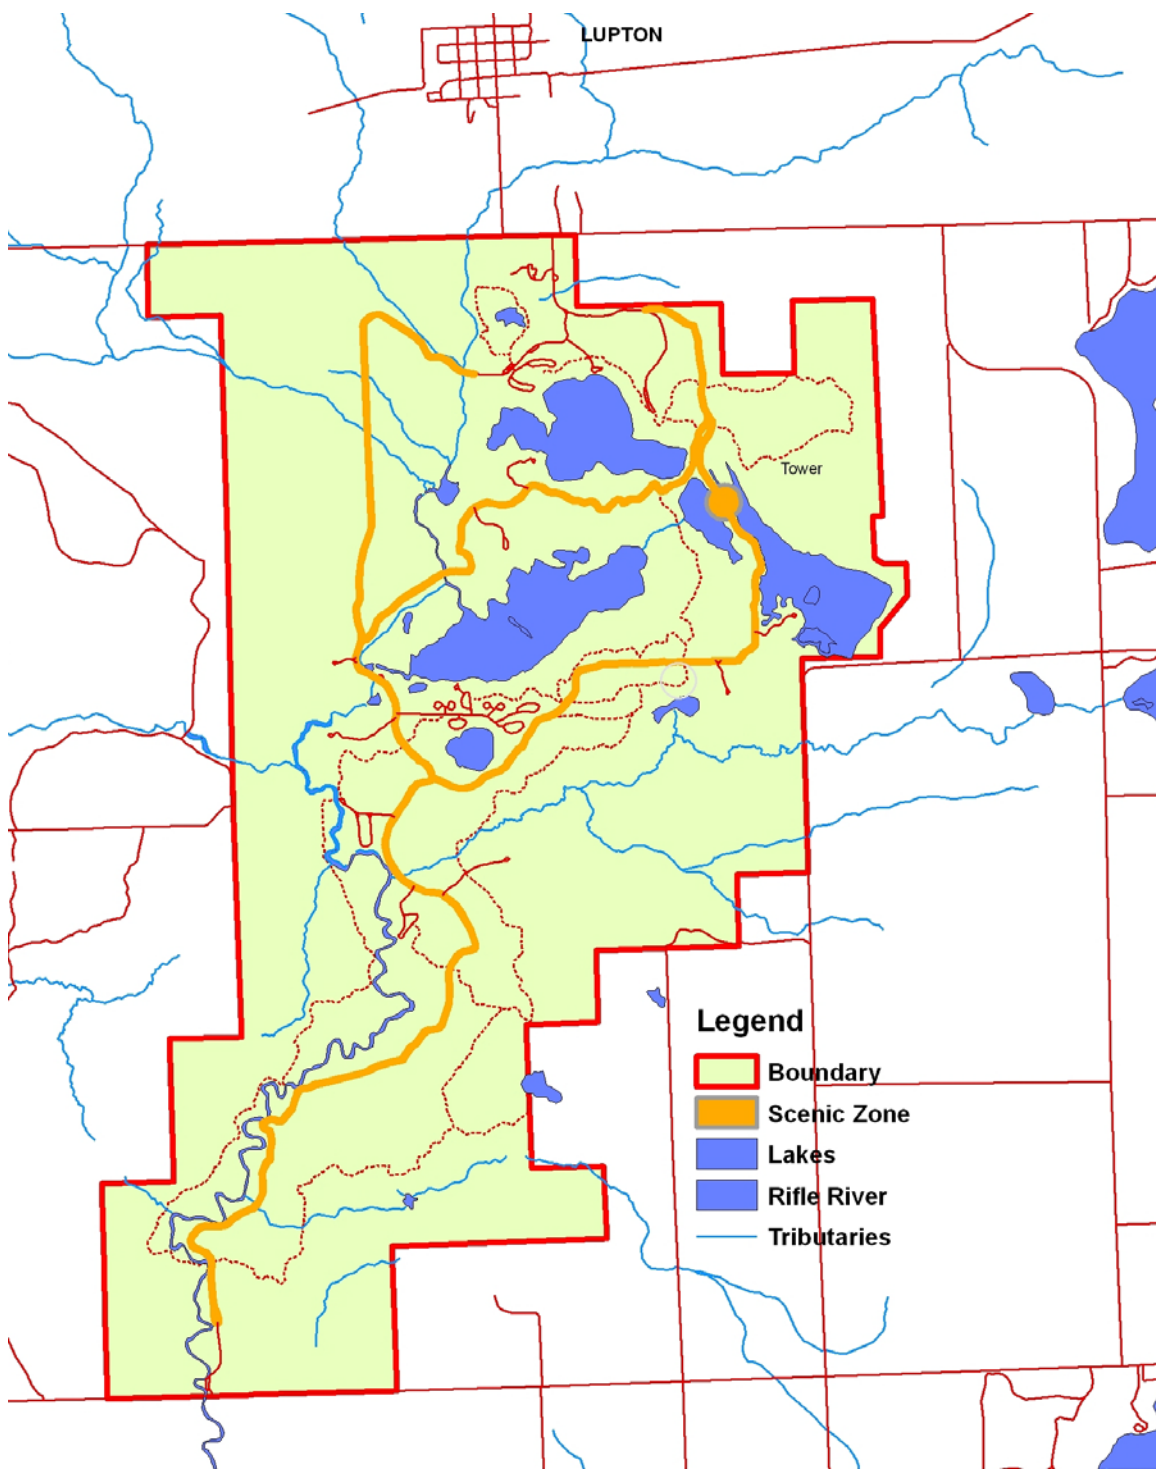 LUPTON
Tower
Legend
Boundary
Scenic Zone
Lakes
Rifle River
Tributaries